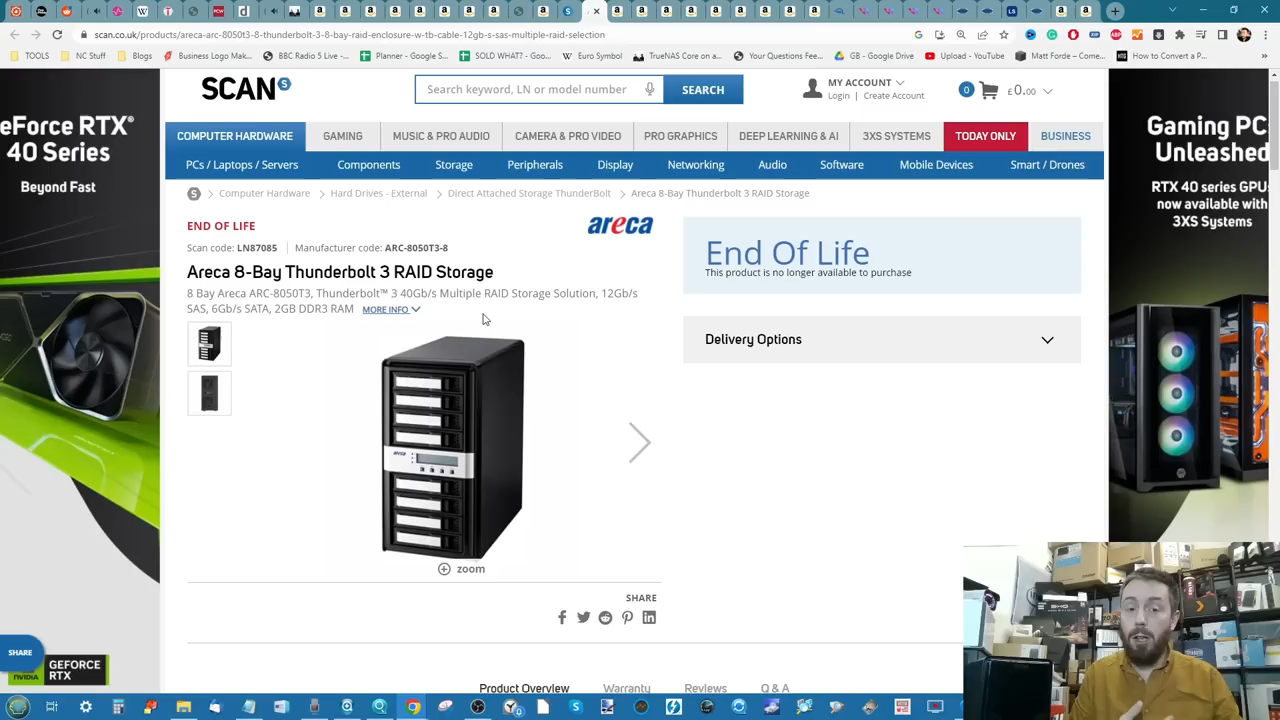 scan.co.uk/products/areca-arc-8050t3-8-thunderbolt-3-8-bay-raid-enclosure-w-tb-cable-12gb-s-sas-multiple-raid-selection
TOOLS NC Stuff Blogs Business Logo Mak... BBC Radio 5 Live -... Planner - Google S... SOLD WHAT? - Goo... Euro Symbol TrueNAS Core on a... Your Questions Fee... GB - Google Drive Upload - YouTube Matt Forde – Come... How to Convert a P...
SCAN S
Search keyword, LN or model number
SEARCH
MY ACCOUNT
Login | Create Account
0
£0.00
COMPUTER HARDWARE GAMING MUSIC & PRO AUDIO CAMERA & PRO VIDEO PRO GRAPHICS DEEP LEARNING & AI 3XS SYSTEMS TODAY ONLY BUSINESS
PCs / Laptops / Servers Components Storage Peripherals Display Networking Audio Software Mobile Devices Smart / Drones
S Computer Hardware Hard Drives - External Direct Attached Storage ThunderBolt Areca 8-Bay Thunderbolt 3 RAID Storage
END OF LIFE
areca
Scan code: LN87085 Manufacturer code: ARC-8050T3-8
Areca 8-Bay Thunderbolt 3 RAID Storage
8 Bay Areca ARC-8050T3, Thunderbolt™ 3 40Gb/s Multiple RAID Storage Solution, 12Gb/s
SAS, 6Gb/s SATA, 2GB DDR3 RAM MORE INFO
zoom
SHARE
Product Overview Warranty Reviews Q & A
End Of Life
This product is no longer available to purchase
Delivery Options
eForce RTX®
40 Series
Beyond Fast
SHARE
NVIDIA
GEFORCE
RTX
Gaming PC
Unleashed
RTX 40 series GPU
now available with
3XS Systems